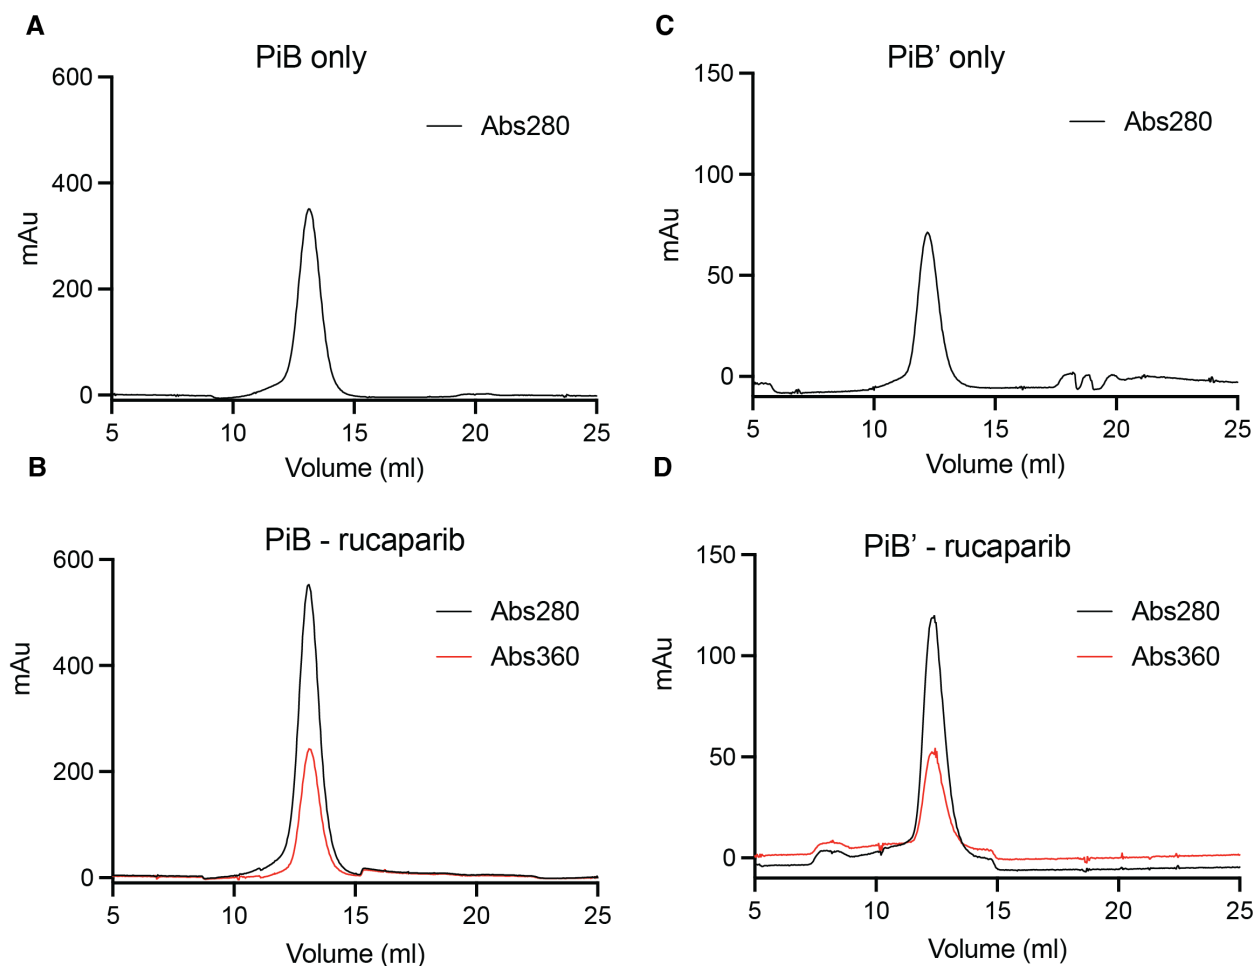 A
PiB only
600
400
200
0
mAu
Abs280
5 10 15 20 25
Volume (ml)
C
PiB’ only
150
100
50
0
mAu
Abs280
5 10 15 20 25
Volume (ml)
B
PiB - rucaparib
600
400
200
0
mAu
Abs280
Abs360
5 10 15 20 25
Volume (ml)
D
PiB’ - rucaparib
150
100
50
0
mAu
Abs280
Abs360
5 10 15 20 25
Volume (ml)